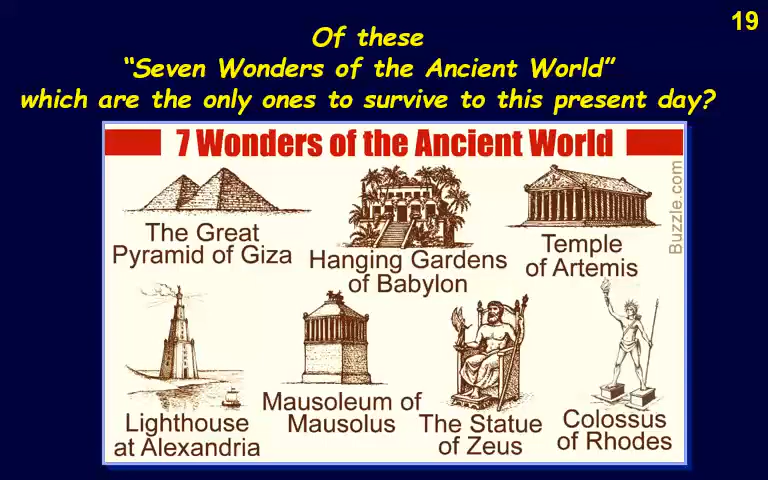 19
Of these
“Seven Wonders of the Ancient World”
which are the only ones to survive to this present day?
7 Wonders of the Ancient World
Buzzle.com
The Great
Pyramid of Giza
Hanging Gardens
of Babylon
Temple
of Artemis
Lighthouse
at Alexandria
Mausoleum of
Mausolus
The Statue
of Zeus
Colossus
of Rhodes